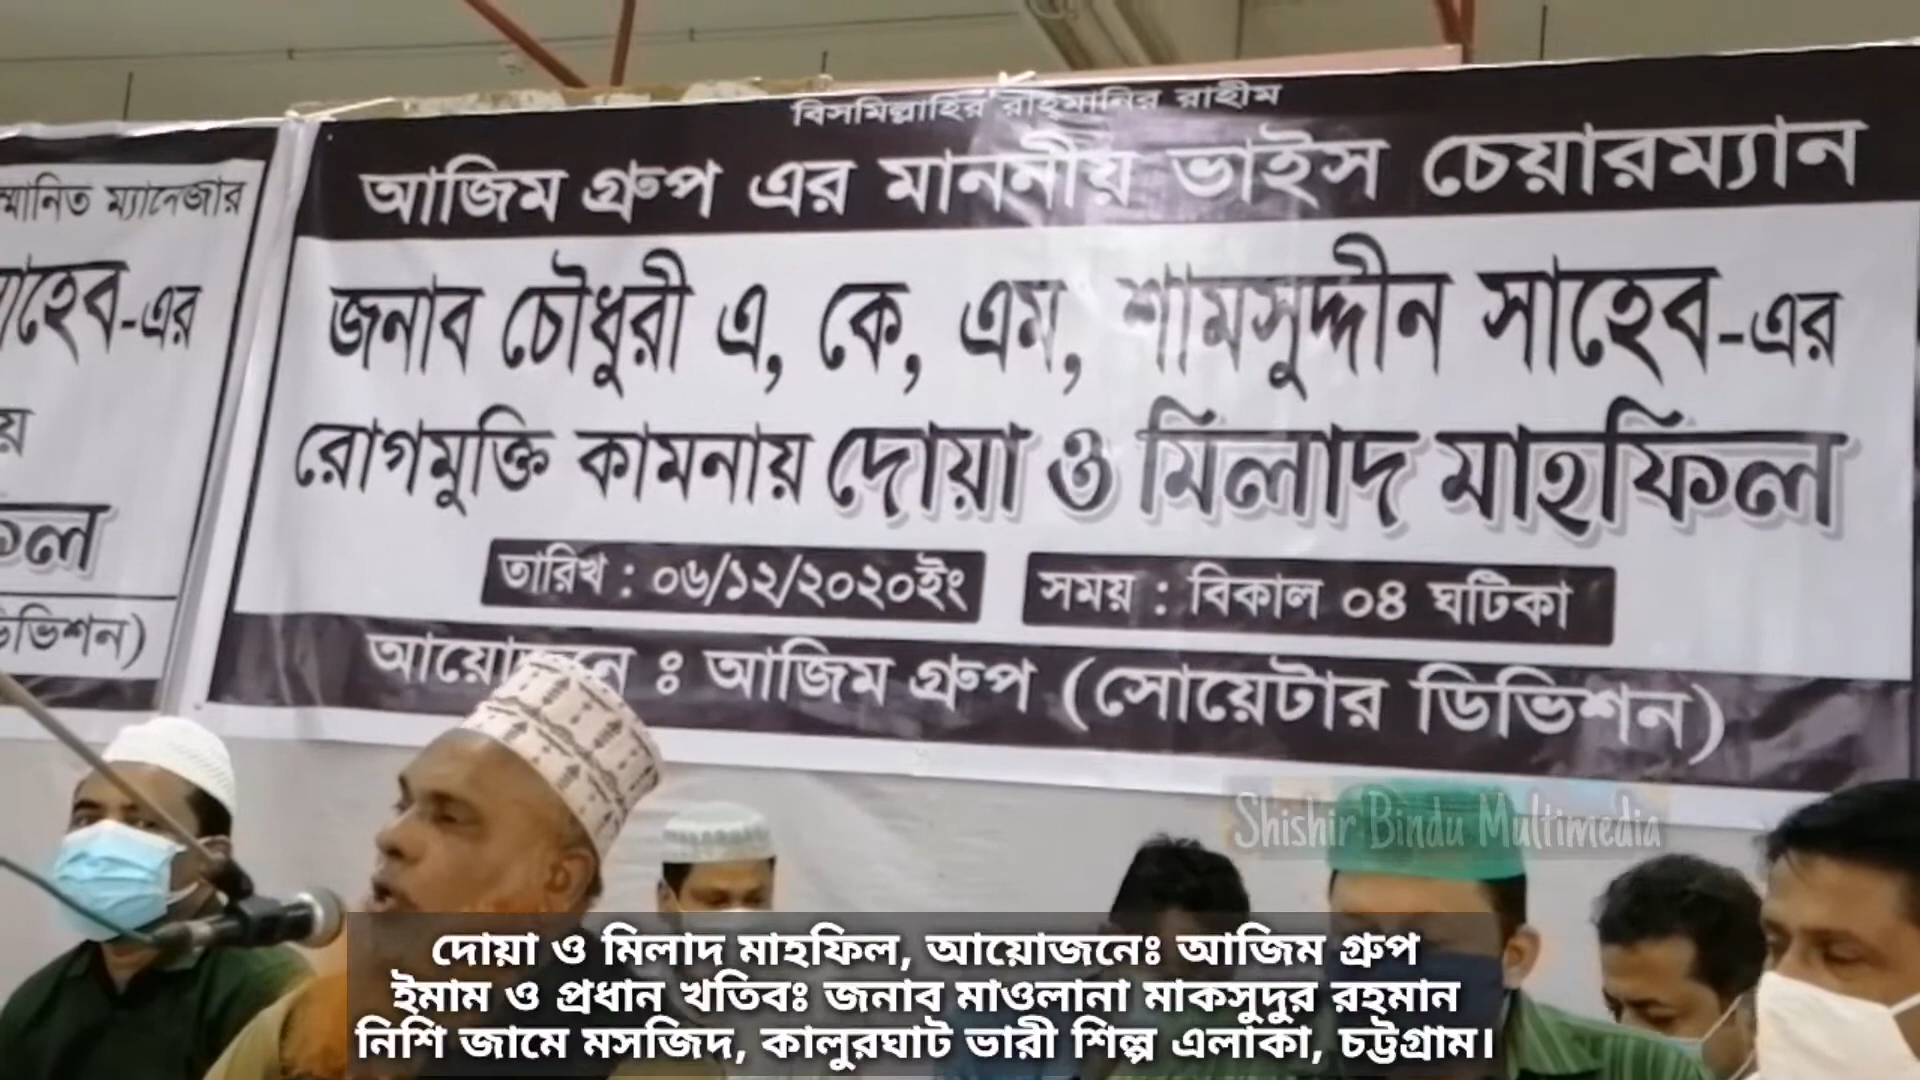 বিসমিল্লাহির রাহমানির রাহীম
আজিম গ্রুপ এর মাননীয় ভাইস চেয়ারম্যান
জনাব চৌধুরী এ, কে, এম, শামসুদ্দীন সাহেব-এর
রোগমুক্তি কামনায় দোয়া ও মিলাদ মাহফিল
তারিখ : ০৬/১২/২০২০ইং
সময় : বিকাল ০৪ ঘটিকা
আয়োজনে ঃ আজিম গ্রুপ (সোয়েটার ডিভিশন)
ম্যানেজার
-এর
Shishir Bindu Multimedia
দোয়া ও মিলাদ মাহফিল, আয়োজনেঃ আজিম গ্রুপ
ইমাম ও প্রধান খতিবঃ জনাব মাওলানা মাকসুদুর রহমান
নিশি জামে মসজিদ, কালুরঘাট ভারী শিল্প এলাকা, চট্টগ্রাম।